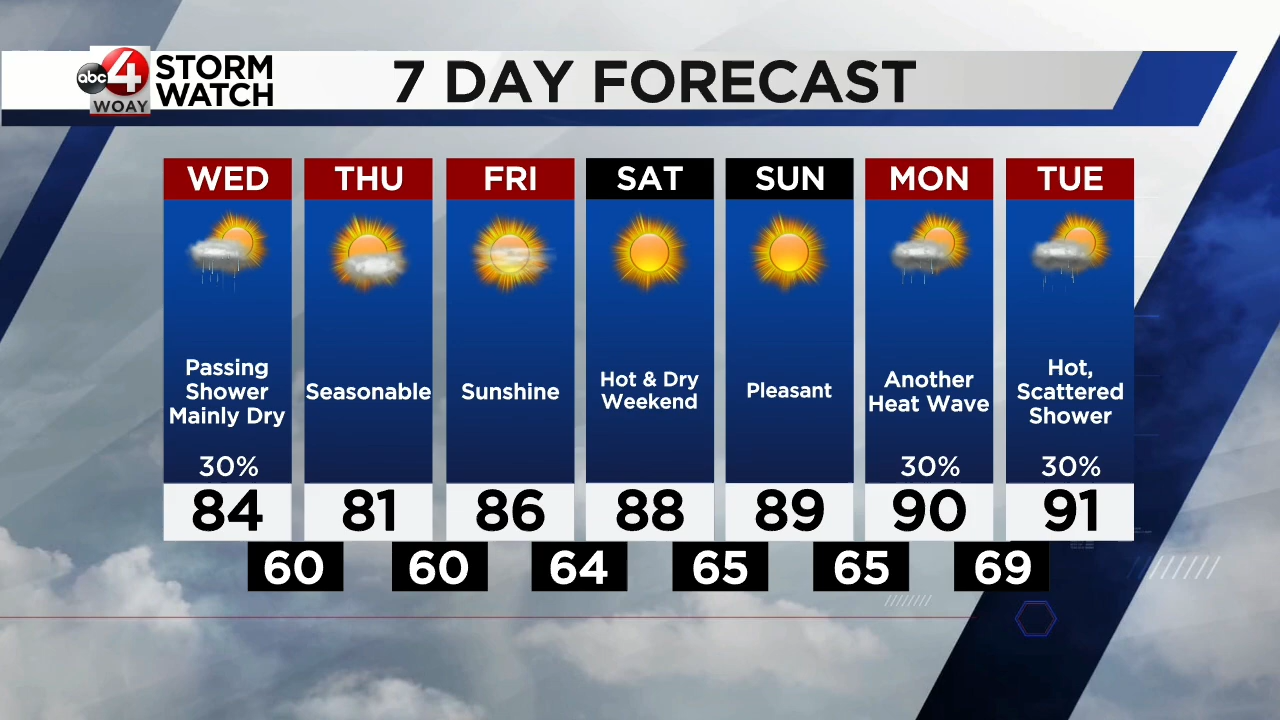 abc 4
WOAY
STORM
WATCH
7 DAY FORECAST
WED
Passing
Shower
Mainly Dry
30%
84
THU
Seasonable
81
FRI
Sunshine
86
SAT
Hot & Dry
Weekend
88
SUN
Pleasant
89
MON
Another
Heat Wave
30%
90
TUE
Hot,
Scattered
Shower
30%
91
60
60
64
65
65
69